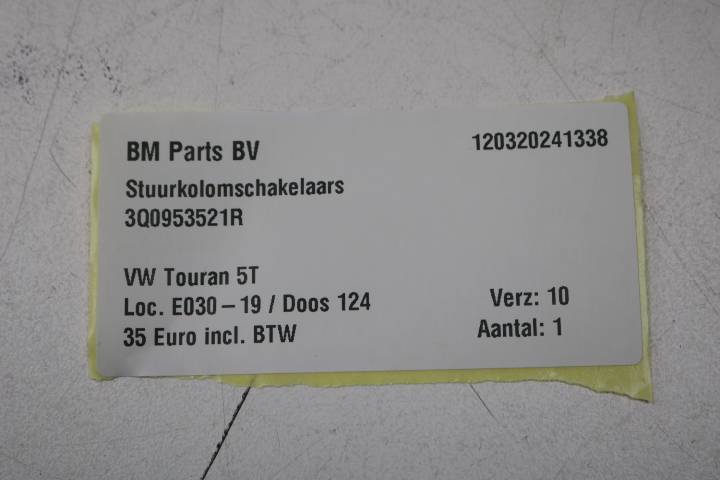 BM Parts BV 120320241338
Stuurkolomschakelaars
3Q0953521R
VW Touran 5T
Loc. E030 – 19 / Doos 124 Verz: 10
35 Euro incl. BTW Aantal: 1